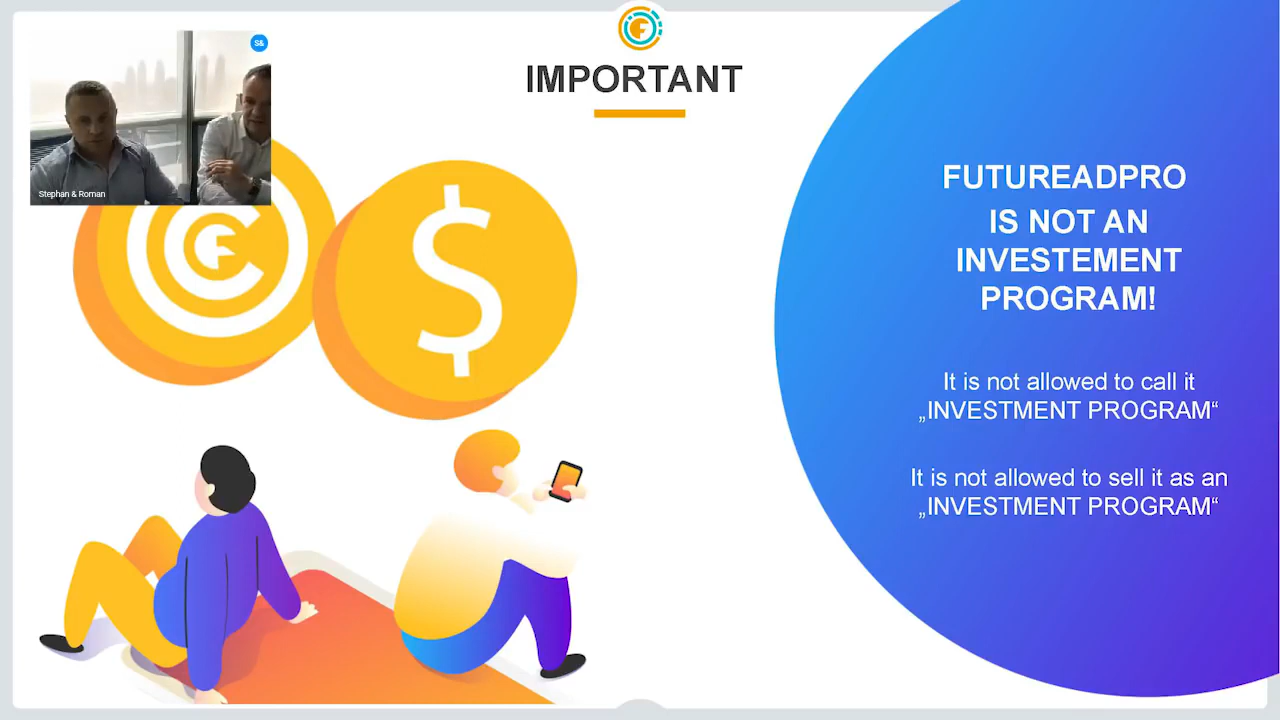 S&
Stephan & Roman
F
IMPORTANT
F
$
FUTUREADPRO
IS NOT AN
INVESTEMENT
PROGRAM!
It is not allowed to call it
„INVESTMENT PROGRAM“
It is not allowed to sell it as an
„INVESTMENT PROGRAM“